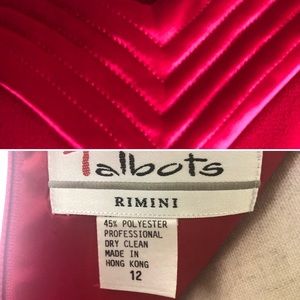 Talbots
RIMINI
45% POLYESTER
PROFESSIONAL
DRY CLEAN
MADE IN
HONG KONG
12